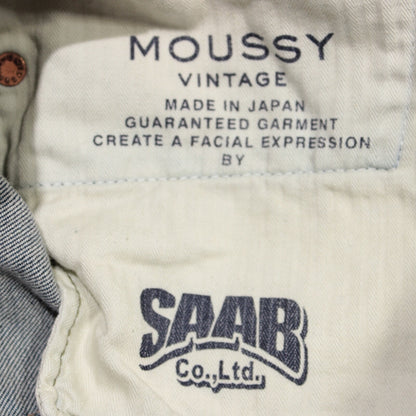 MOUSSY
VINTAGE
MADE IN JAPAN
GUARANTEED GARMENT
CREATE A FACIAL EXPRESSION
BY
SAAB
Co.,Ltd.